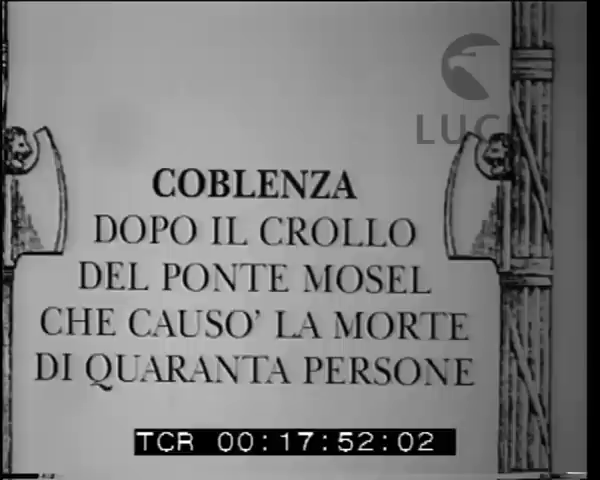 LUC
COBLENZA
DOPO IL CROLLO
DEL PONTE MOSEL
CHE CAUSO' LA MORTE
DI QUARANTA PERSONE
TCR 00:17:52:02